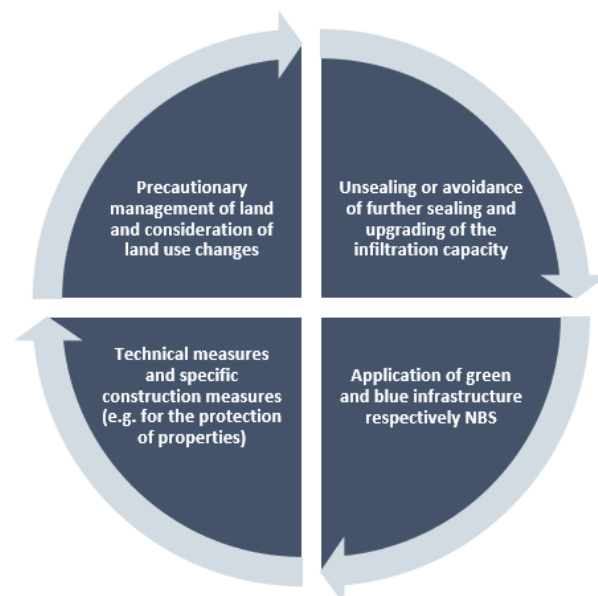 Precautionary
management of land
and consideration of
land use changes
Unsealing or avoidance
of further sealing and
upgrading of the
infiltration capacity
Technical measures
and specific
construction measures
(e.g. for the protection
of properties)
Application of green
and blue infrastructure
respectively NBS